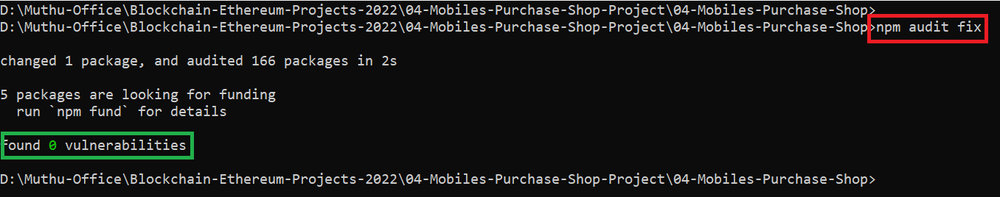 D:\Muthu-Office\Blockchain-Ethereum-Projects-2022\04-Mobiles-Purchase-Shop-Project\04-Mobiles-Purchase-Shop>
D:\Muthu-Office\Blockchain-Ethereum-Projects-2022\04-Mobiles-Purchase-Shop-Project\04-Mobiles-Purchase-Shop>npm audit fix
changed 1 package, and audited 166 packages in 2s
5 packages are looking for funding
  run `npm fund` for details
found 0 vulnerabilities
D:\Muthu-Office\Blockchain-Ethereum-Projects-2022\04-Mobiles-Purchase-Shop-Project\04-Mobiles-Purchase-Shop>